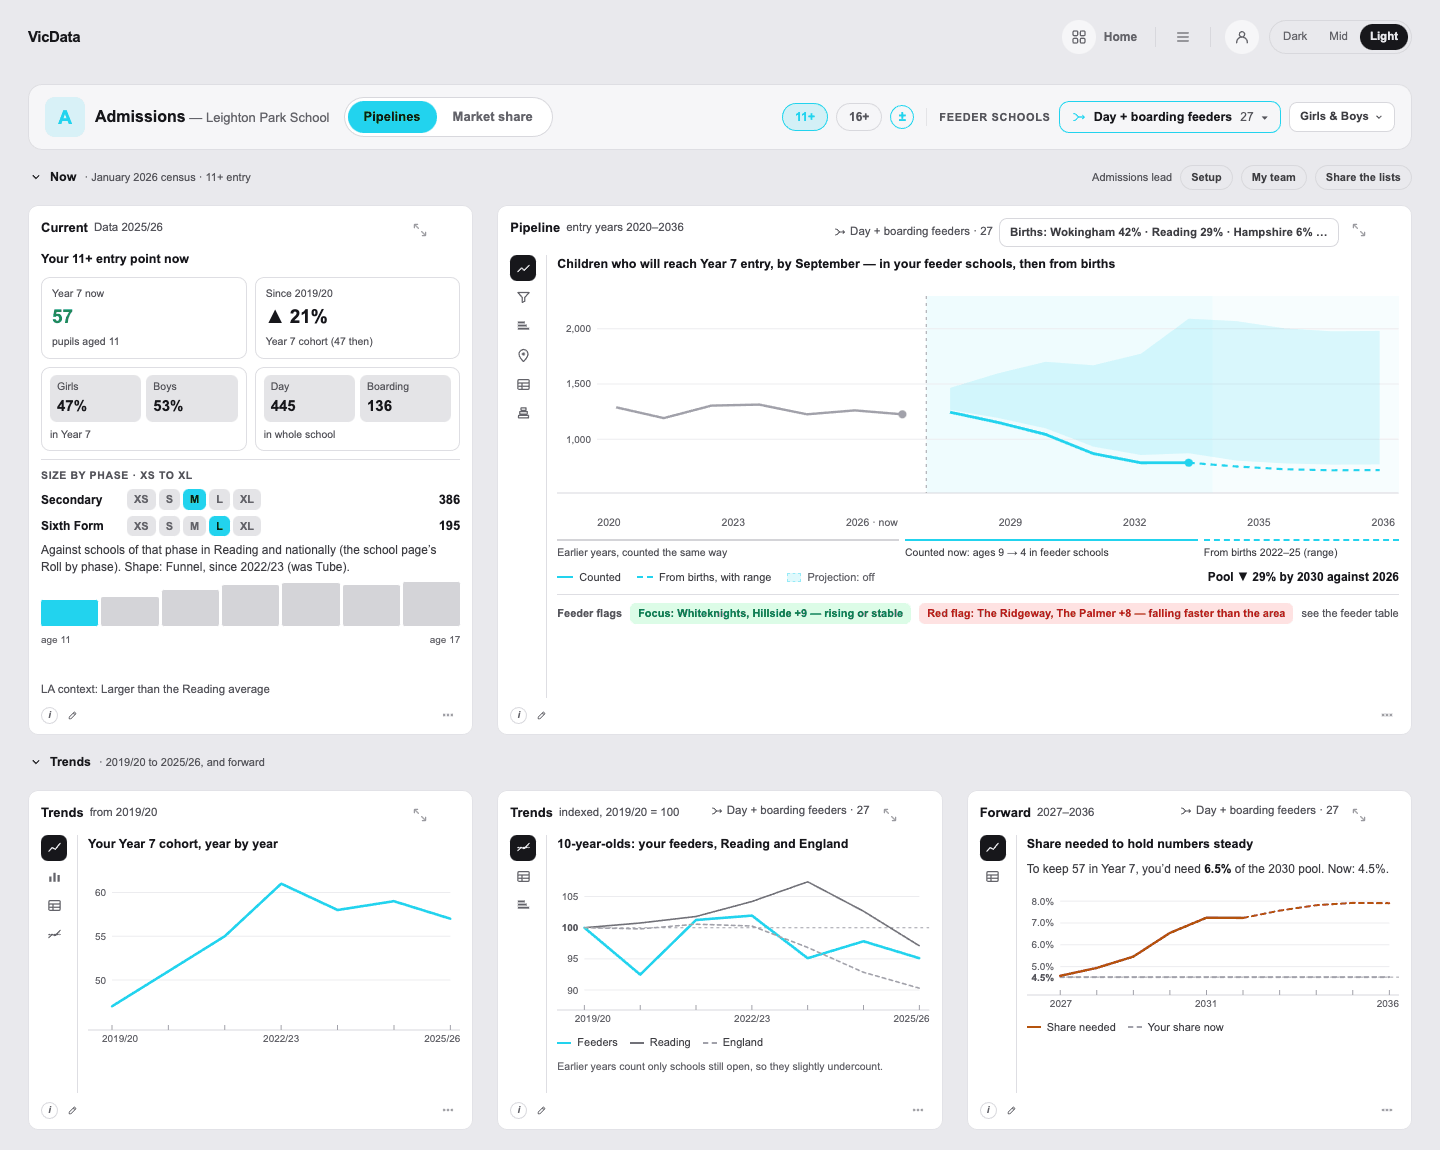 VicData
Home
Dark Mid Light
A Admissions — Leighton Park School
Pipelines Market share
11+ 16+ ± FEEDER SCHOOLS Day + boarding feeders 27 Girls & Boys
Now · January 2026 census · 11+ entry
Admissions lead Setup My team Share the lists
Current Data 2025/26
Your 11+ entry point now
Year 7 now
57
pupils aged 11
Since 2019/20
▲ 21%
Year 7 cohort (47 then)
Girls Boys
47% 53%
in Year 7
Day Boarding
445 136
in whole school
SIZE BY PHASE · XS TO XL
Secondary XS S M L XL 386
Sixth Form XS S M L XL 195
Against schools of that phase in Reading and nationally (the school page's
Roll by phase). Shape: Funnel, since 2022/23 (was Tube).
age 11 age 17
LA context: Larger than the Reading average
i
Pipeline entry years 2020–2036
Day + boarding feeders · 27
Births: Wokingham 42% · Reading 29% · Hampshire 6% …
Children who will reach Year 7 entry, by September — in your feeder schools, then from births
2,000
1,500
1,000
2020 2023 2026 · now 2029 2032 2035 2036
Earlier years, counted the same way
Counted now: ages 9 → 4 in feeder schools
From births 2022–25 (range)
Counted From births, with range Projection: off
Pool ▼ 29% by 2030 against 2026
Feeder flags Focus: Whiteknights, Hillside +9 — rising or stable Red flag: The Ridgeway, The Palmer +8 — falling faster than the area see the feeder table
i
Trends · 2019/20 to 2025/26, and forward
Trends from 2019/20
Your Year 7 cohort, year by year
60
55
50
2019/20 2022/23 2025/26
i
Trends indexed, 2019/20 = 100
Day + boarding feeders · 27
10-year-olds: your feeders, Reading and England
105
100
95
90
2019/20 2022/23 2025/26
Feeders Reading England
Earlier years count only schools still open, so they slightly undercount.
i
Forward 2027–2036
Day + boarding feeders · 27
Share needed to hold numbers steady
To keep 57 in Year 7, you'd need 6.5% of the 2030 pool. Now: 4.5%.
8.0%
7.0%
6.0%
5.0%
4.5%
2027 2031 2036
Share needed Your share now
i